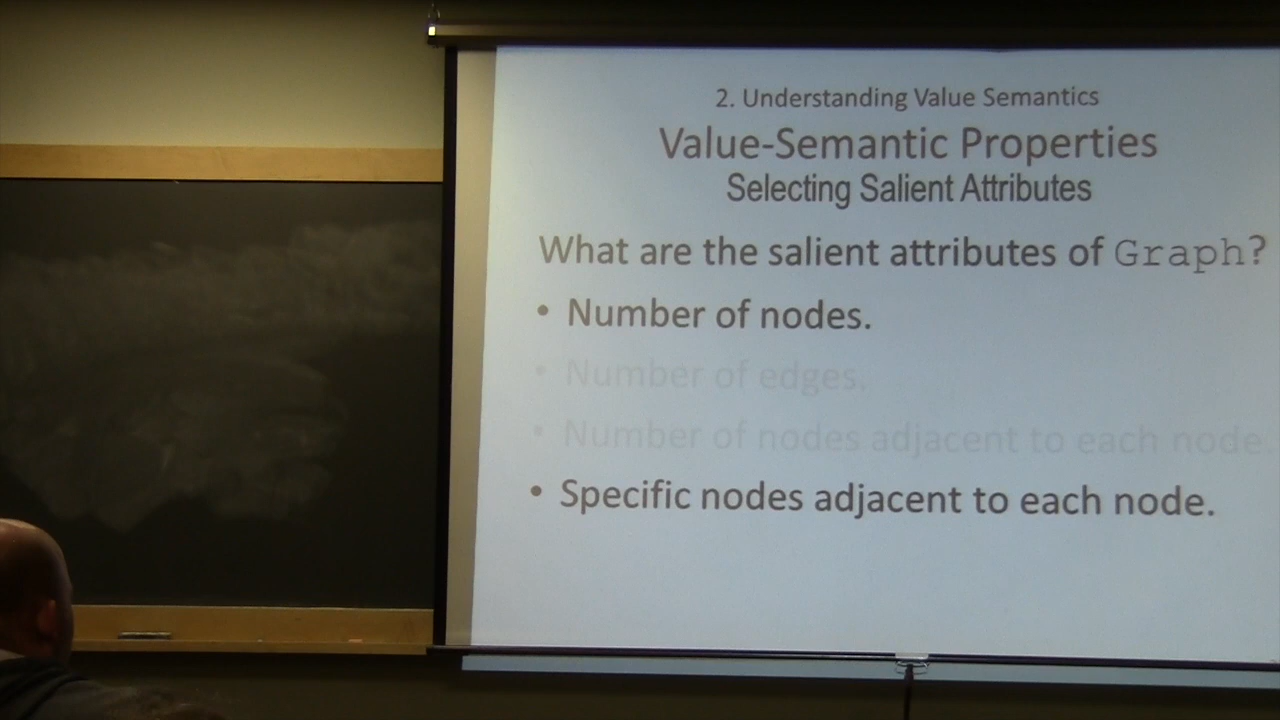 2. Understanding Value Semantics
Value-Semantic Properties
Selecting Salient Attributes
What are the salient attributes of Graph?
• Number of nodes.
• Number of edges.
• Number of nodes adjacent to each node.
• Specific nodes adjacent to each node.